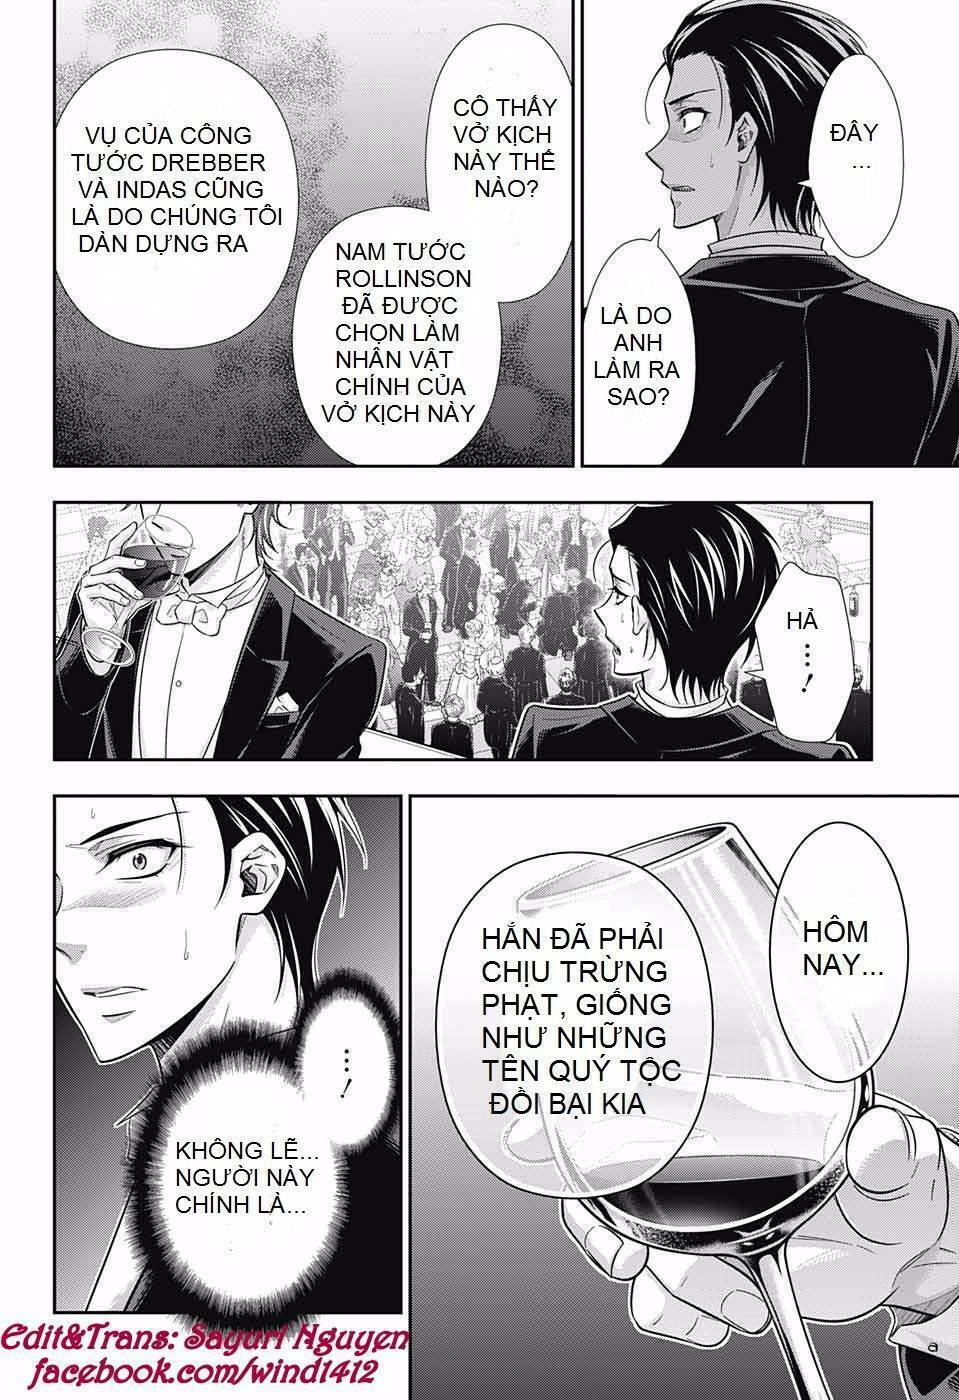 ĐÂY
...
LÀ DO
ANH
LÀM RA
SAO?
CÔ THẤY
VỞ KỊCH
NÀY THẾ
NÀO?
NAM TƯỚC
ROLLINSON
ĐÃ ĐƯỢC
CHỌN LÀM
NHÂN VẬT
CHÍNH CỦA
VỞ KỊCH NÀY
VỤ CỦA CÔNG
TƯỚC DREBBER
VÀ INDAS CŨNG
LÀ DO CHÚNG TÔI
DÀN DỰNG RA
HẢ
...!
HÔM
NAY...
HẮN ĐÃ PHẢI
CHỊU TRỪNG
PHẠT, GIỐNG
NHƯ NHỮNG
TÊN QUÝ TỘC
ĐỒI BẠI KIA
...!
KHÔNG LẼ...
NGƯỜI NÀY
CHÍNH LÀ...
Edit&Trans: Sayuri Nguyen
facebook.com/wind1412